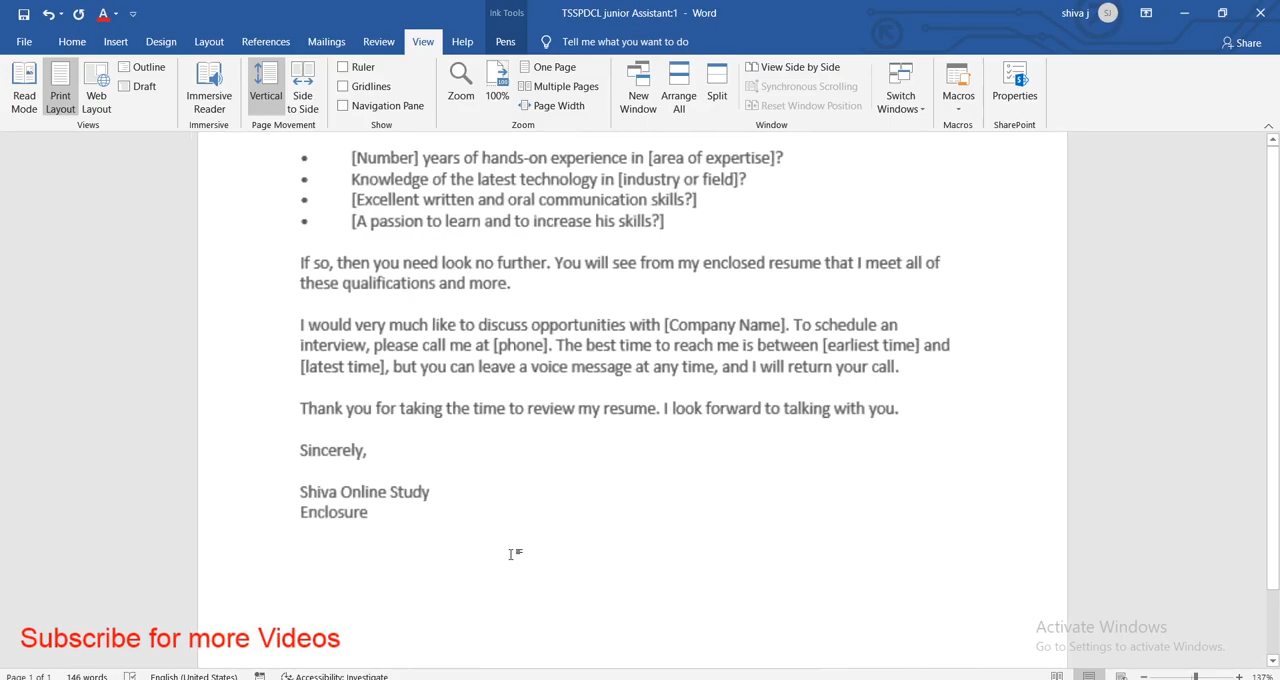 Ink Tools
TSSPDCL junior Assistant:1 - Word
shiva j
SJ
File Home Insert Design Layout References Mailings Review View Help Pens Tell me what you want to do
Share
Read Mode
Print Layout
Web Layout
Outline
Draft
Views
Immersive Reader
Immersive
Vertical
Side to Side
Page Movement
Ruler
Gridlines
Navigation Pane
Show
Zoom
100
100%
One Page
Multiple Pages
Page Width
Zoom
New Window
Arrange All
Split
View Side by Side
Synchronous Scrolling
Reset Window Position
Window
Switch Windows
Macros
Macros
Properties
SharePoint
• [Number] years of hands-on experience in [area of expertise]?
• Knowledge of the latest technology in [industry or field]?
• [Excellent written and oral communication skills?]
• [A passion to learn and to increase his skills?]
If so, then you need look no further. You will see from my enclosed resume that I meet all of
these qualifications and more.
I would very much like to discuss opportunities with [Company Name]. To schedule an
interview, please call me at [phone]. The best time to reach me is between [earliest time] and
[latest time], but you can leave a voice message at any time, and I will return your call.
Thank you for taking the time to review my resume. I look forward to talking with you.
Sincerely,
Shiva Online Study
Enclosure
Subscribe for more Videos
Activate Windows
Go to Settings to activate Windows.
Page 1 of 1 146 words English (United States) Accessibility: Investigate 137%